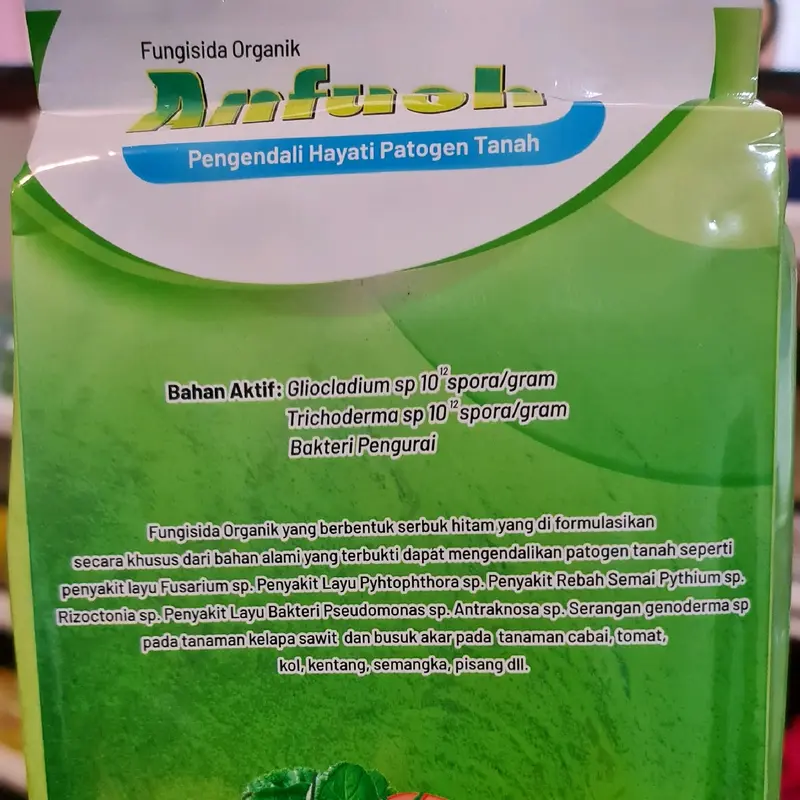 Fungisida Organik
Anfush
Pengendali Hayati Patogen Tanah
Bahan Aktif: Gliocladium sp 10¹² spora/gram
Trichoderma sp 10¹² spora/gram
Bakteri Pengurai
Fungisida Organik yang berbentuk serbuk hitam yang di formulasikan
secara khusus dari bahan alami yang terbukti dapat mengendalikan patogen tanah seperti
penyakit layu Fusarium sp. Penyakit Layu Pyhtophthora sp. Penyakit Rebah Semai Pythium sp.
Rizoctonia sp. Penyakit Layu Bakteri Pseudomonas sp. Antraknosa sp. Serangan genoderma sp
pada tanaman kelapa sawit dan busuk akar pada tanaman cabai, tomat,
kol, kentang, semangka, pisang dll.